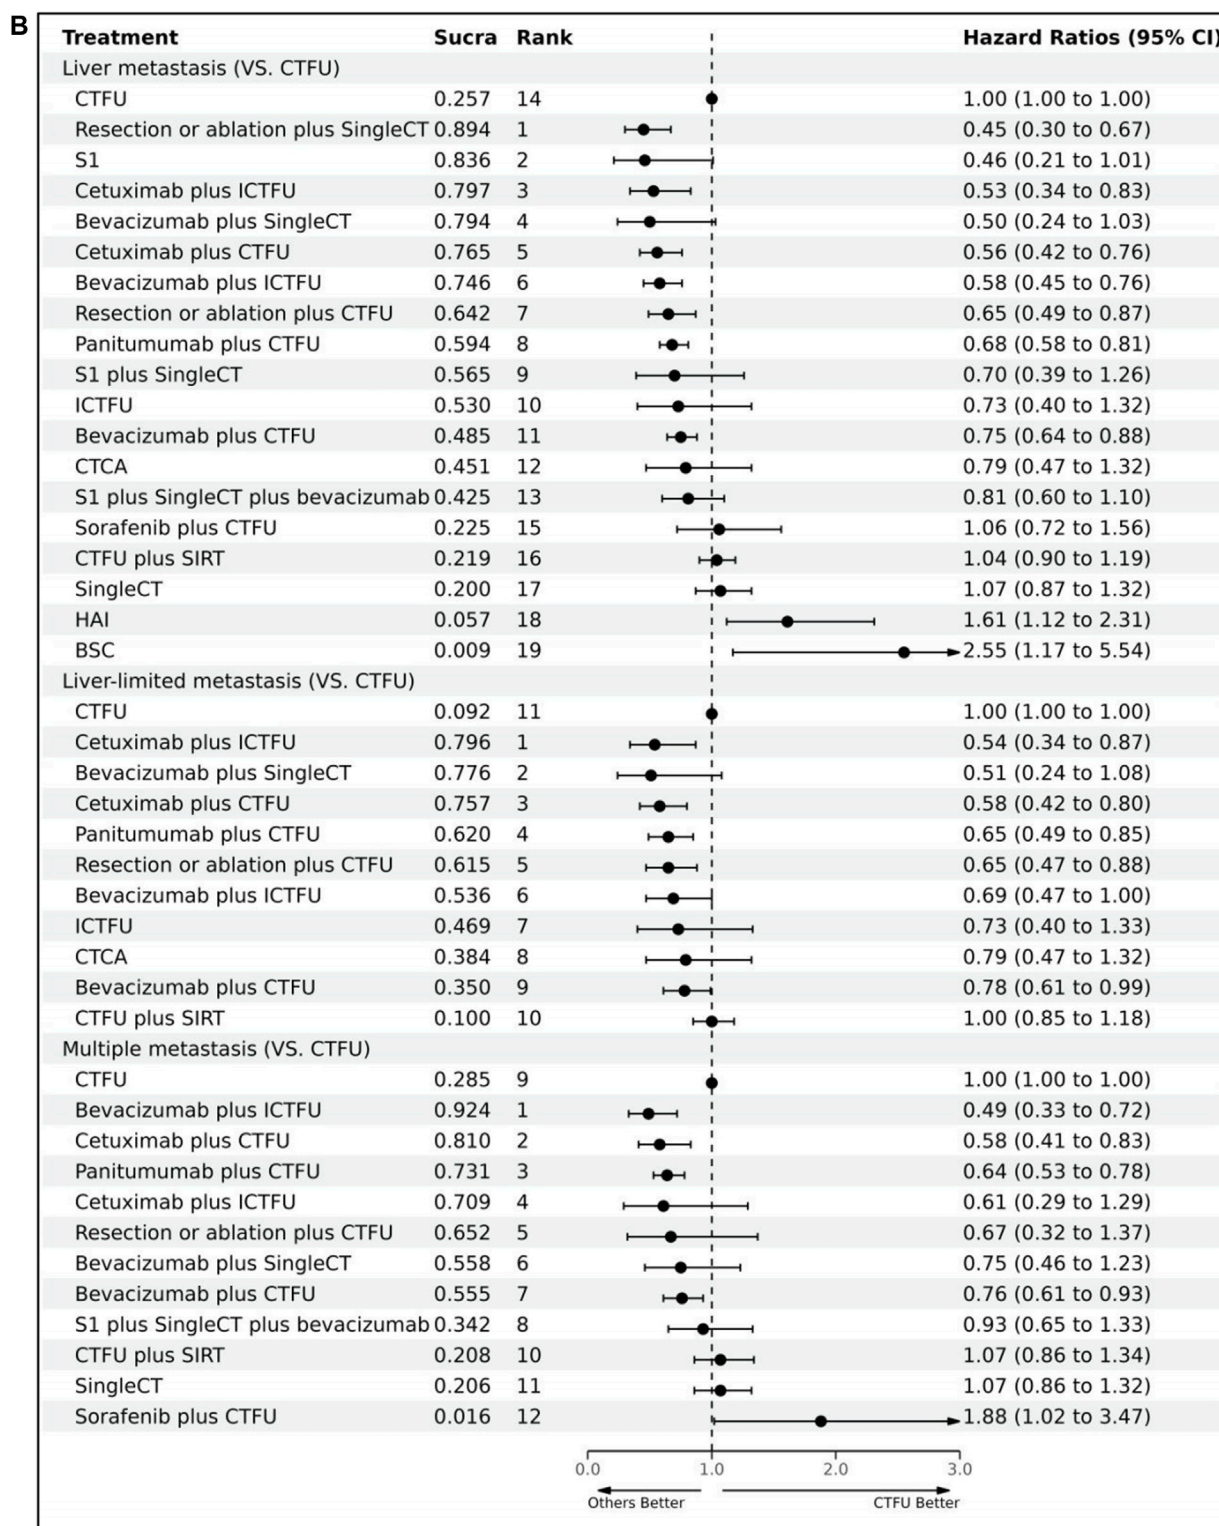 B
Treatment Sucra Rank Hazard Ratios (95% CI)
Liver metastasis (VS. CTFU)
CTFU 0.257 14 1.00 (1.00 to 1.00)
Resection or ablation plus SingleCT 0.894 1 0.45 (0.30 to 0.67)
S1 0.836 2 0.46 (0.21 to 1.01)
Cetuximab plus ICTFU 0.797 3 0.53 (0.34 to 0.83)
Bevacizumab plus SingleCT 0.794 4 0.50 (0.24 to 1.03)
Cetuximab plus CTFU 0.765 5 0.56 (0.42 to 0.76)
Bevacizumab plus ICTFU 0.746 6 0.58 (0.45 to 0.76)
Resection or ablation plus CTFU 0.642 7 0.65 (0.49 to 0.87)
Panitumumab plus CTFU 0.594 8 0.68 (0.58 to 0.81)
S1 plus SingleCT 0.565 9 0.70 (0.39 to 1.26)
ICTFU 0.530 10 0.73 (0.40 to 1.32)
Bevacizumab plus CTFU 0.485 11 0.75 (0.64 to 0.88)
CTCA 0.451 12 0.79 (0.47 to 1.32)
S1 plus SingleCT plus bevacizumab 0.425 13 0.81 (0.60 to 1.10)
Sorafenib plus CTFU 0.225 15 1.06 (0.72 to 1.56)
CTFU plus SIRT 0.219 16 1.04 (0.90 to 1.19)
SingleCT 0.200 17 1.07 (0.87 to 1.32)
HAI 0.057 18 1.61 (1.12 to 2.31)
BSC 0.009 19 2.55 (1.17 to 5.54)
Liver-limited metastasis (VS. CTFU)
CTFU 0.092 11 1.00 (1.00 to 1.00)
Cetuximab plus ICTFU 0.796 1 0.54 (0.34 to 0.87)
Bevacizumab plus SingleCT 0.776 2 0.51 (0.24 to 1.08)
Cetuximab plus CTFU 0.757 3 0.58 (0.42 to 0.80)
Panitumumab plus CTFU 0.620 4 0.65 (0.49 to 0.85)
Resection or ablation plus CTFU 0.615 5 0.65 (0.47 to 0.88)
Bevacizumab plus ICTFU 0.536 6 0.69 (0.47 to 1.00)
ICTFU 0.469 7 0.73 (0.40 to 1.33)
CTCA 0.384 8 0.79 (0.47 to 1.32)
Bevacizumab plus CTFU 0.350 9 0.78 (0.61 to 0.99)
CTFU plus SIRT 0.100 10 1.00 (0.85 to 1.18)
Multiple metastasis (VS. CTFU)
CTFU 0.285 9 1.00 (1.00 to 1.00)
Bevacizumab plus ICTFU 0.924 1 0.49 (0.33 to 0.72)
Cetuximab plus CTFU 0.810 2 0.58 (0.41 to 0.83)
Panitumumab plus CTFU 0.731 3 0.64 (0.53 to 0.78)
Cetuximab plus ICTFU 0.709 4 0.61 (0.29 to 1.29)
Resection or ablation plus CTFU 0.652 5 0.67 (0.32 to 1.37)
Bevacizumab plus SingleCT 0.558 6 0.75 (0.46 to 1.23)
Bevacizumab plus CTFU 0.555 7 0.76 (0.61 to 0.93)
S1 plus SingleCT plus bevacizumab 0.342 8 0.93 (0.65 to 1.33)
CTFU plus SIRT 0.208 10 1.07 (0.86 to 1.34)
SingleCT 0.206 11 1.07 (0.86 to 1.32)
Sorafenib plus CTFU 0.016 12 1.88 (1.02 to 3.47)
0.0 1.0 2.0 3.0
Others Better CTFU Better